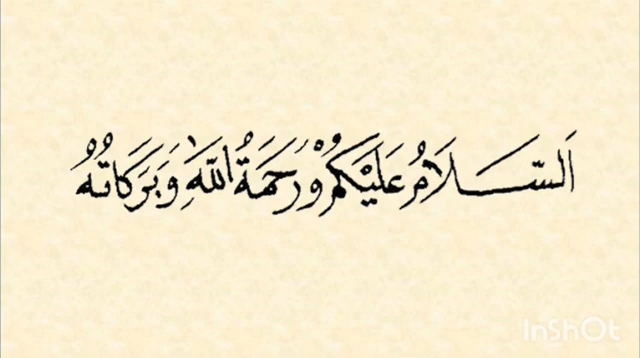 اَلسَّلَامُ عَلَيْكُمْ وَرَحْمَةُ اللّٰهِ وَبَرَكَاتُهُ
InShOt